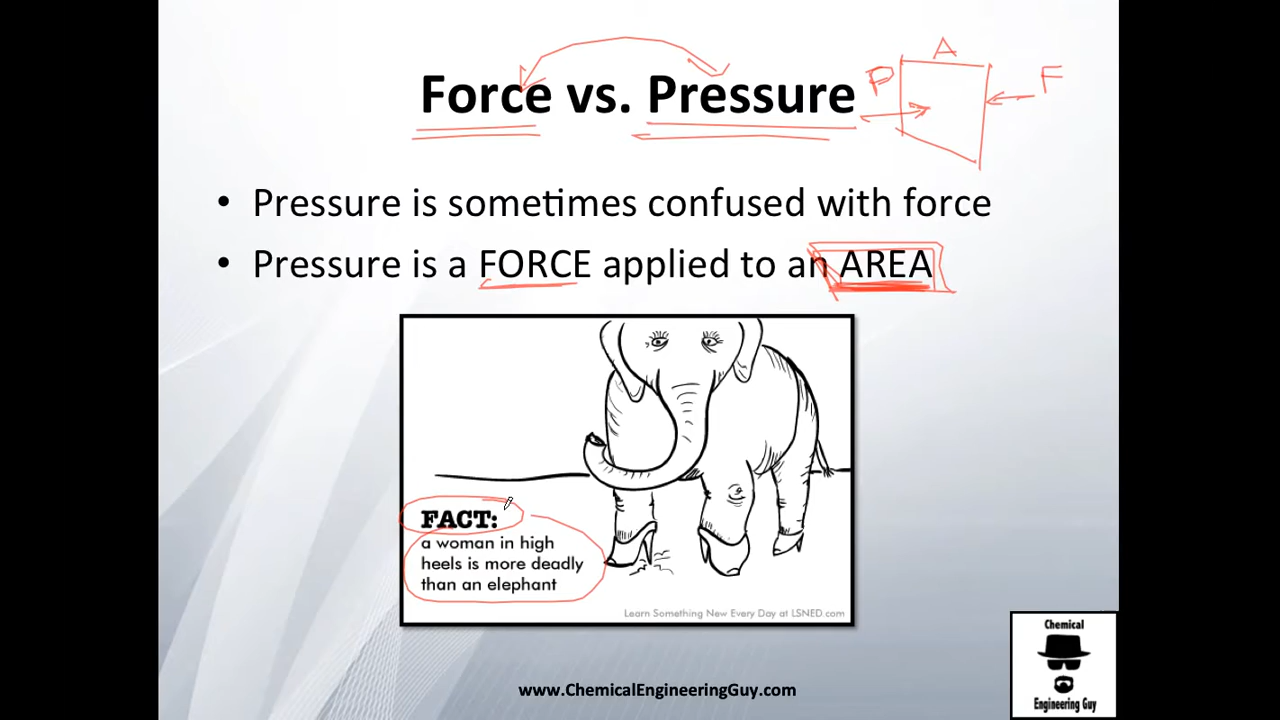 Force vs. Pressure
P
A
F
• Pressure is sometimes confused with force
• Pressure is a FORCE applied to an AREA
FACT:
a woman in high
heels is more deadly
than an elephant
Learn Something New Every Day at LSNED.com
www.ChemicalEngineeringGuy.com
Chemical
Engineering Guy